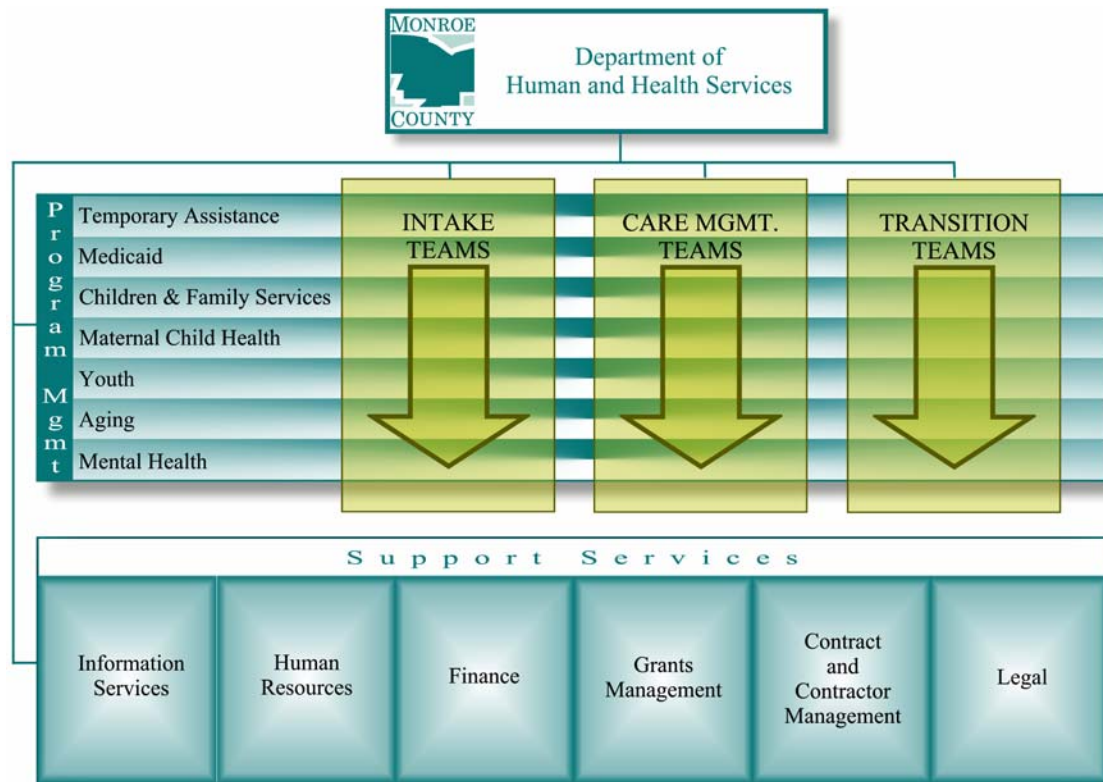 MONROE
COUNTY
Department of
Human and Health Services
Program Mgmt
Temporary Assistance
Medicaid
Children & Family Services
Maternal Child Health
Youth
Aging
Mental Health
INTAKE
TEAMS
CARE MGMT.
TEAMS
TRANSITION
TEAMS
Support Services
Information
Services
Human
Resources
Finance
Grants
Management
Contract
and
Contractor
Management
Legal